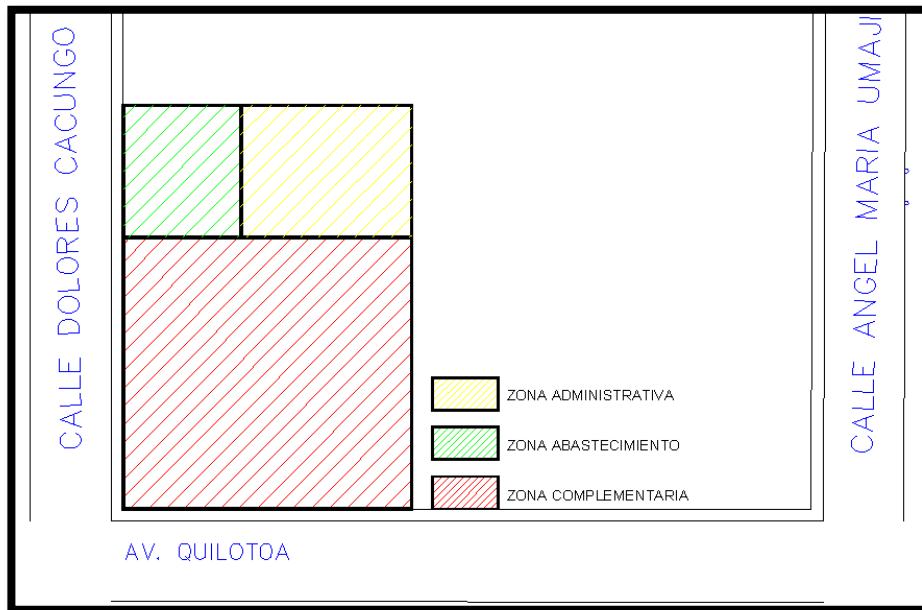 CALLE DOLORES CACUNGO
CALLE ANGEL MARIA UMAJI
ZONA ADMINISTRATIVA
ZONA ABASTECIMIENTO
ZONA COMPLEMENTARIA
AV. QUILOTOA